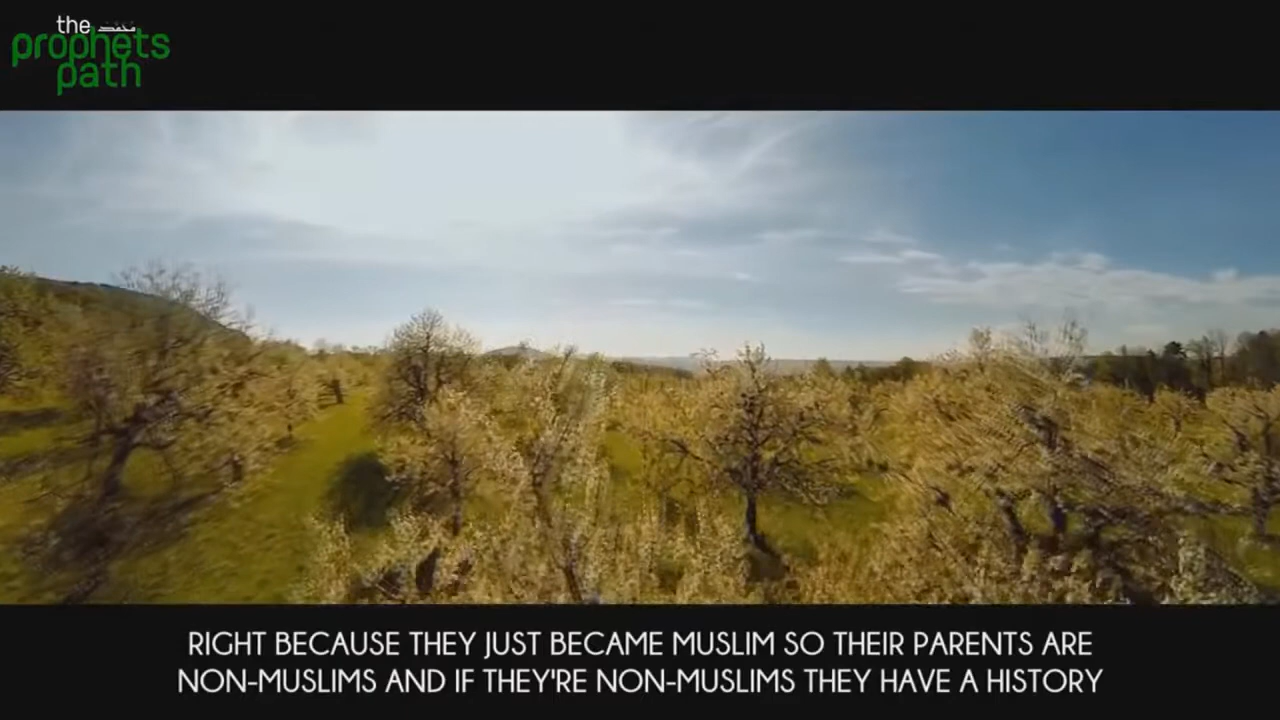 the محمد
prophets
path
RIGHT BECAUSE THEY JUST BECAME MUSLIM SO THEIR PARENTS ARE
NON-MUSLIMS AND IF THEY'RE NON-MUSLIMS THEY HAVE A HISTORY